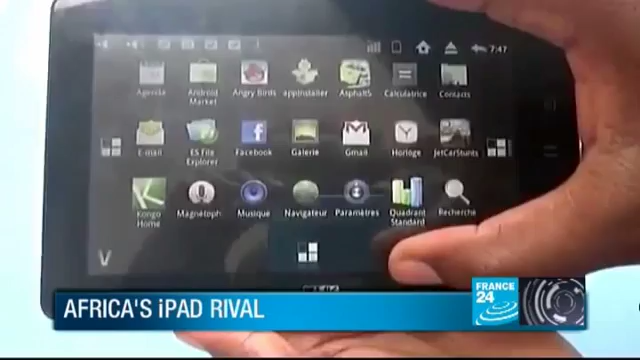 7:47
Agenda
Android Market
Angry Birds
appInstaller
Asphalt5
Calculatrice
Contacts
E-mail
ES File Explorer
Facebook
Galerie
Gmail
Horloge
JetCarStunts
Kongo Home
Magnétoph
Musique
Navigateur
Paramètres
Quadrant Standard
Recherche
AFRICA'S iPAD RIVAL
FRANCE
24